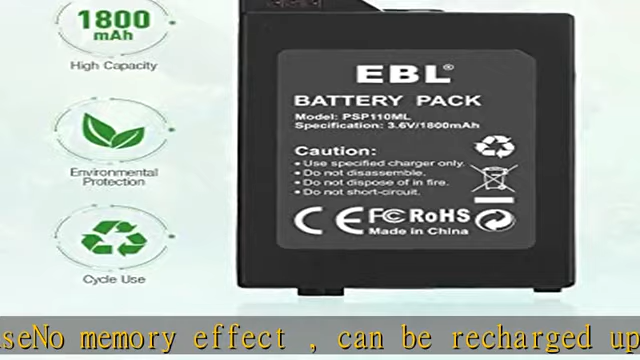 1800
mAh
High Capacity
Environmental
Protection
Cycle Use
EBL®
BATTERY PACK
Model: PSP110ML
Specification: 3.6V/1800mAh
Caution:
• Use specified charger only.
• Do not disassemble.
• Do not dispose of in fire.
• Do not short-circuit.
CE FC RoHS
Made in China
useNo memory effect , can be recharged up